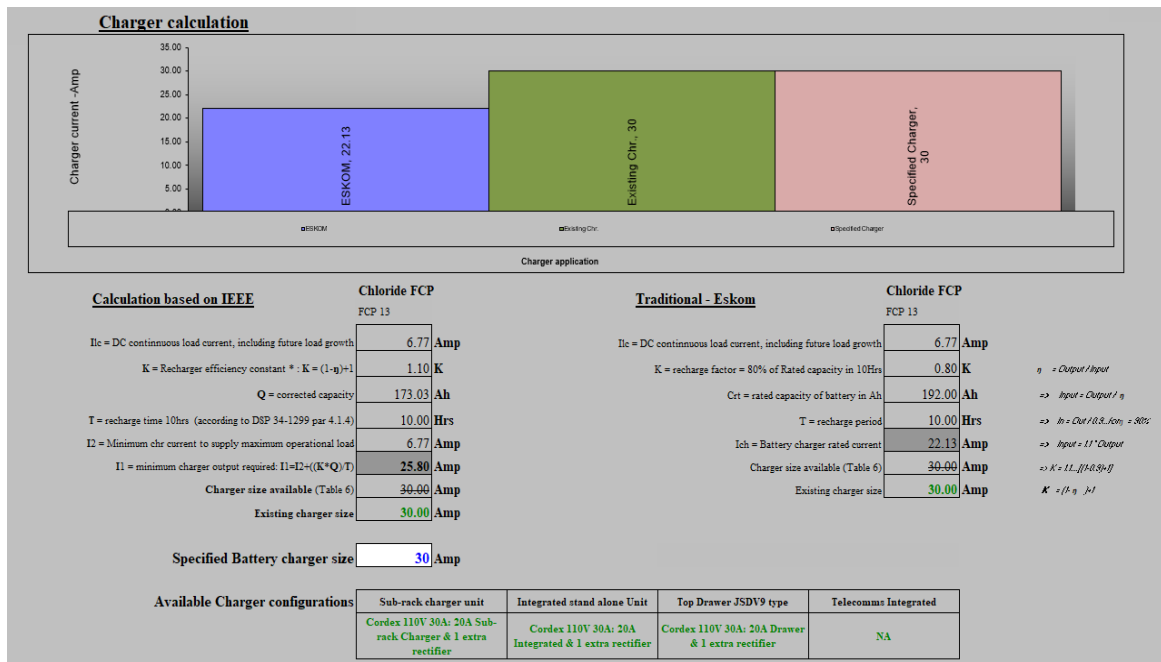 Charger calculation
Charger current -Amp
35.00
30.00
25.00
20.00
15.00
10.00
5.00
ESKOM, 22.13
Existing Chr., 30
Specified Charger, 30
ESKOM
Existing Chr.
Specified Charger
Charger application
Calculation based on IEEE
Chloride FCP
FCP 13
Ilc = DC continnuous load current, including future load growth 6.77 Amp
K = Recharger efficiency constant * : K = (1-η)+1 1.10 K
Q = corrected capacity 173.03 Ah
T = recharge time 10hrs (according to DSP 34-1299 par 4.1.4) 10.00 Hrs
I2 = Minimum chr current to supply maximum operational load 6.77 Amp
I1 = minimum charger output required: I1=I2+((K*Q)/T) 25.80 Amp
Charger size available (Table 6) 30.00 Amp
Existing charger size 30.00 Amp
Traditional - Eskom
Chloride FCP
FCP 13
Ilc = DC continnuous load current, including future load growth 6.77 Amp
K = recharge factor = 80% of Rated capacity in 10Hrs 0.80 K
Crt = rated capacity of battery in Ah 192.00 Ah
T = recharge period 10.00 Hrs
Ich = Battery charger rated current 22.13 Amp
Charger size available (Table 6) 30.00 Amp
Existing charger size 30.00 Amp
η = Output / Input
=> Input = Output / η
=> Input = 1.1 * Output
Specified Battery charger size 30 Amp
Available Charger configurations
Sub-rack charger unit
Integrated stand alone Unit
Top Drawer JSDV9 type
Telecomms Integrated
Cordex 110V 30A: 20A Sub-
rack Charger & 1 extra
rectifier
Cordex 110V 30A: 20A
Integrated & 1 extra rectifier
Cordex 110V 30A: 20A Drawer
& 1 extra rectifier
NA